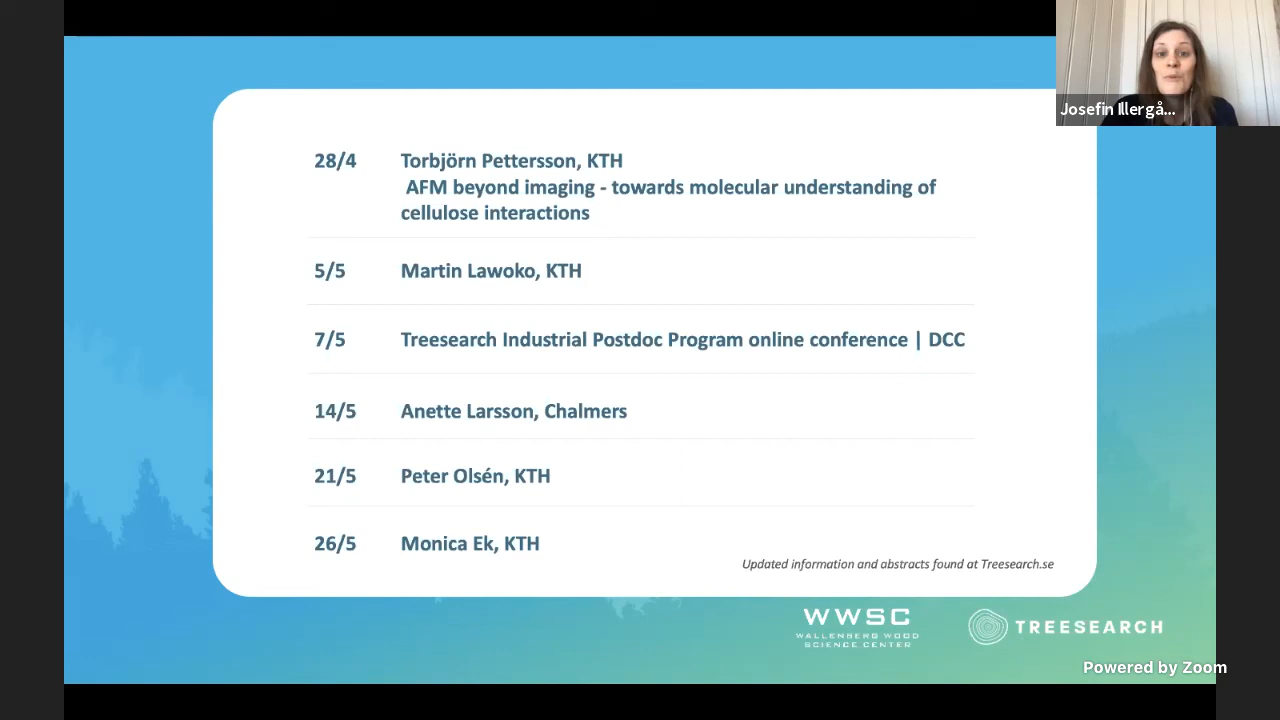 Josefin Illergå...
28/4 Torbjörn Pettersson, KTH
AFM beyond imaging - towards molecular understanding of
cellulose interactions
5/5 Martin Lawoko, KTH
7/5 Treesearch Industrial Postdoc Program online conference | DCC
14/5 Anette Larsson, Chalmers
21/5 Peter Olsén, KTH
26/5 Monica Ek, KTH
Updated information and abstracts found at Treesearch.se
WWSC
WALLENBERG WOOD
SCIENCE CENTER
TREESEARCH
Powered by Zoom